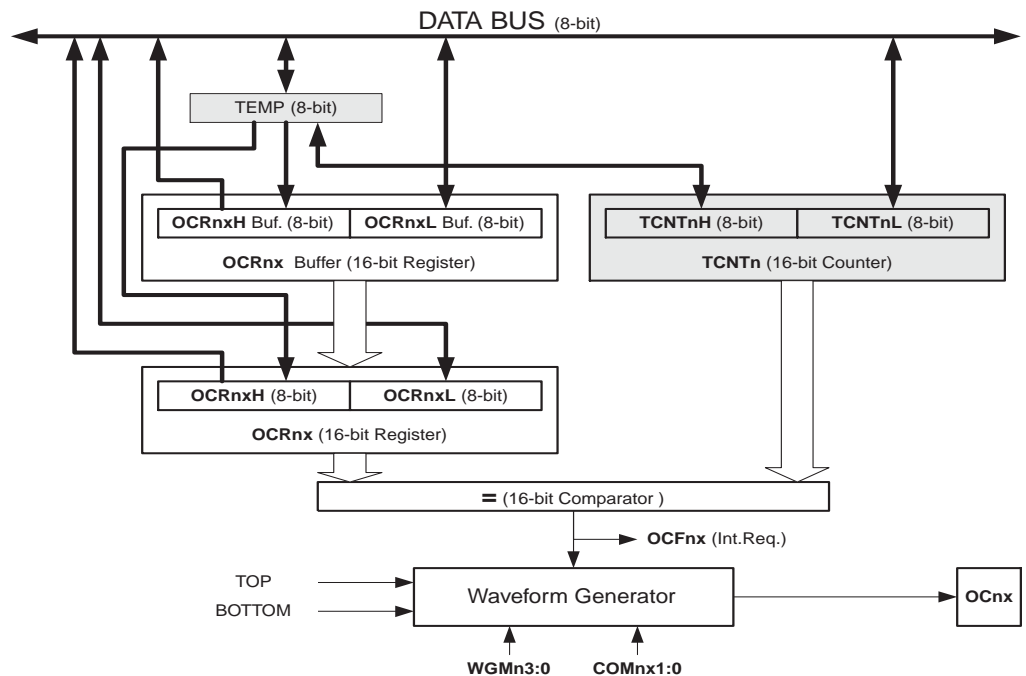 DATA BUS (8-bit)
TEMP (8-bit)
OCRnxH Buf. (8-bit)
OCRnxL Buf. (8-bit)
TCNTnH (8-bit)
TCNTnL (8-bit)
OCRnx Buffer (16-bit Register)
TCNTn (16-bit Counter)
OCRnxH (8-bit)
OCRnxL (8-bit)
OCRnx (16-bit Register)
= (16-bit Comparator )
OCFnx (Int.Req.)
TOP
BOTTOM
Waveform Generator
OCnx
WGMn3:0
COMnx1:0